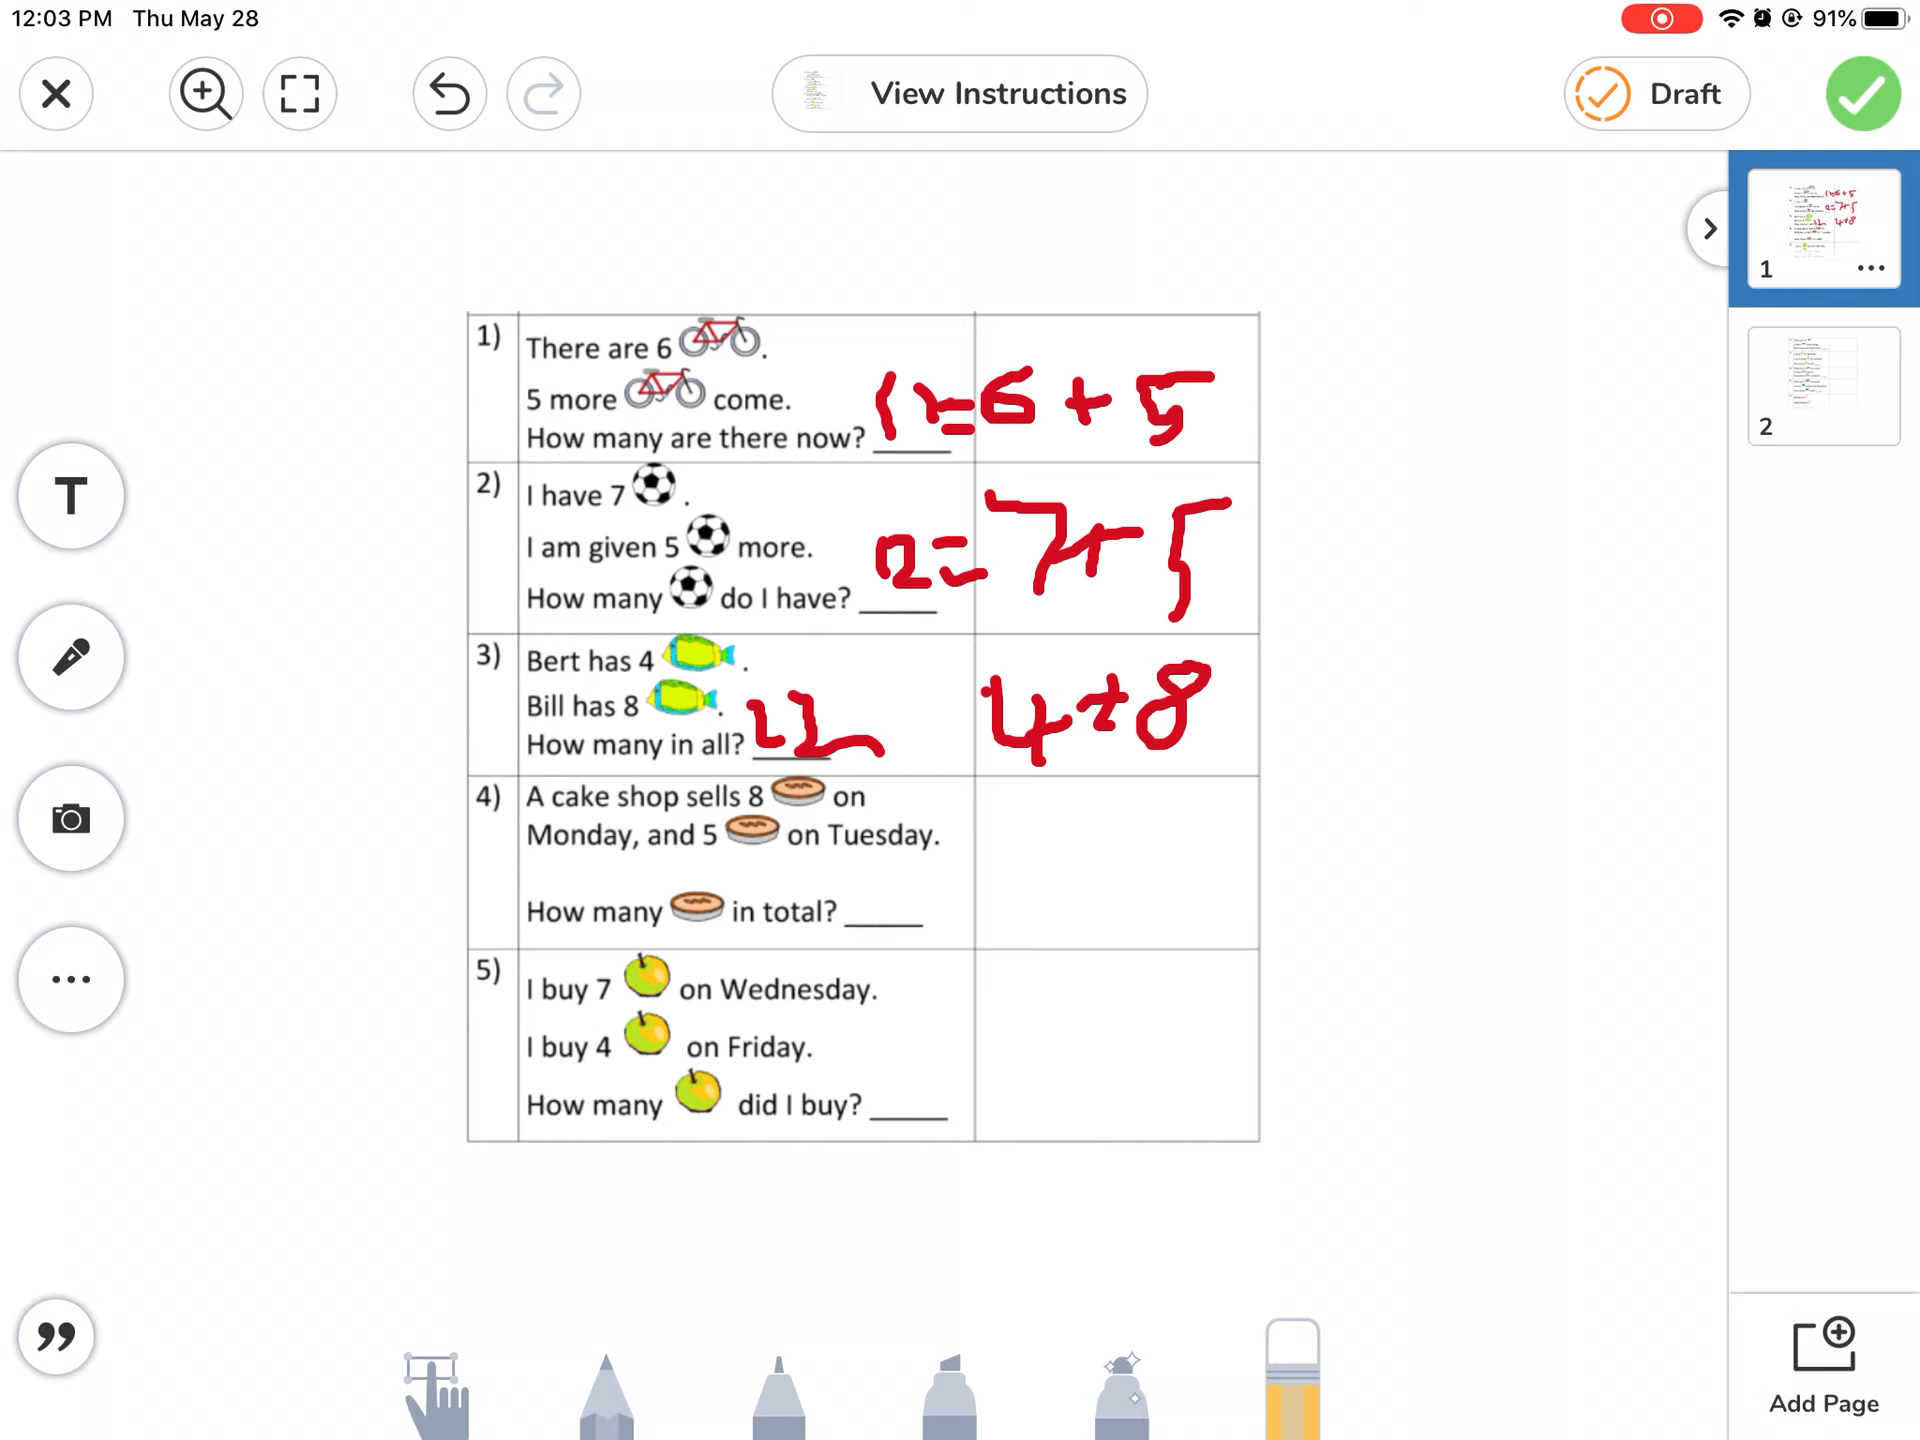 12:03 PM Thu May 28
91%
View Instructions
Draft
1) There are 6 .
5 more come.
How many are there now? ______ = 6 + 5
2) I have 7 .
I am given 5 more.
How many do I have? ______ = 7+5
3) Bert has 4 .
Bill has 8 .
How many in all? 12 4+8
4) A cake shop sells 8 on
Monday, and 5 on Tuesday.
How many in total? ______
5) I buy 7 on Wednesday.
I buy 4 on Friday.
How many did I buy? ______
T
1
2
Add Page